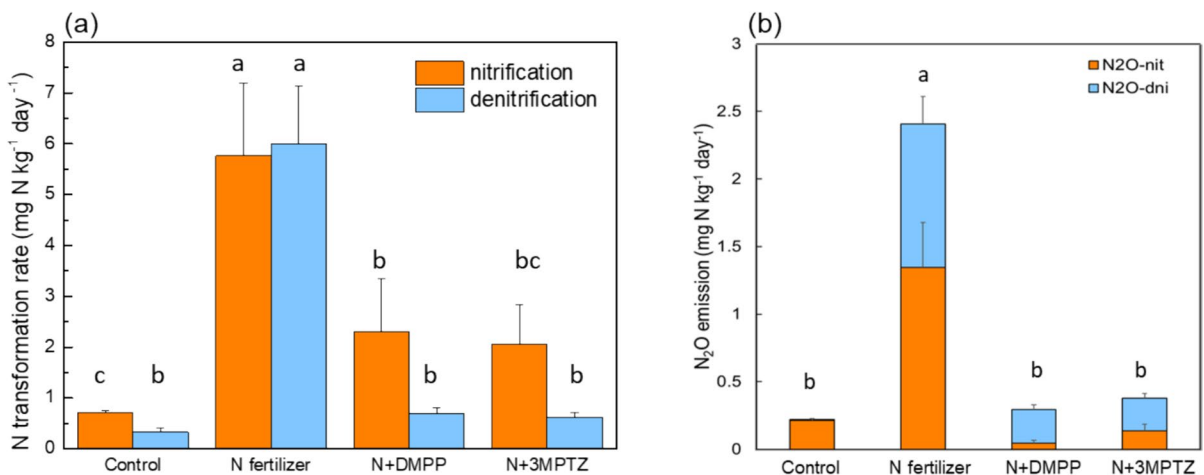 (a)
N transformation rate (mg N kg⁻¹ day⁻¹)
8
7
6
5
4
3
2
1
0
nitrification
denitrification
a
a
b
bc
c
b
b
b
Control
N fertilizer
N+DMPP
N+3MPTZ
(b)
N₂O emission (mg N kg⁻¹ day⁻¹)
3
2.5
2
1.5
1
0.5
0
N2O-nit
N2O-dni
a
b
b
b
Control
N fertilizer
N+DMPP
N+3MPTZ